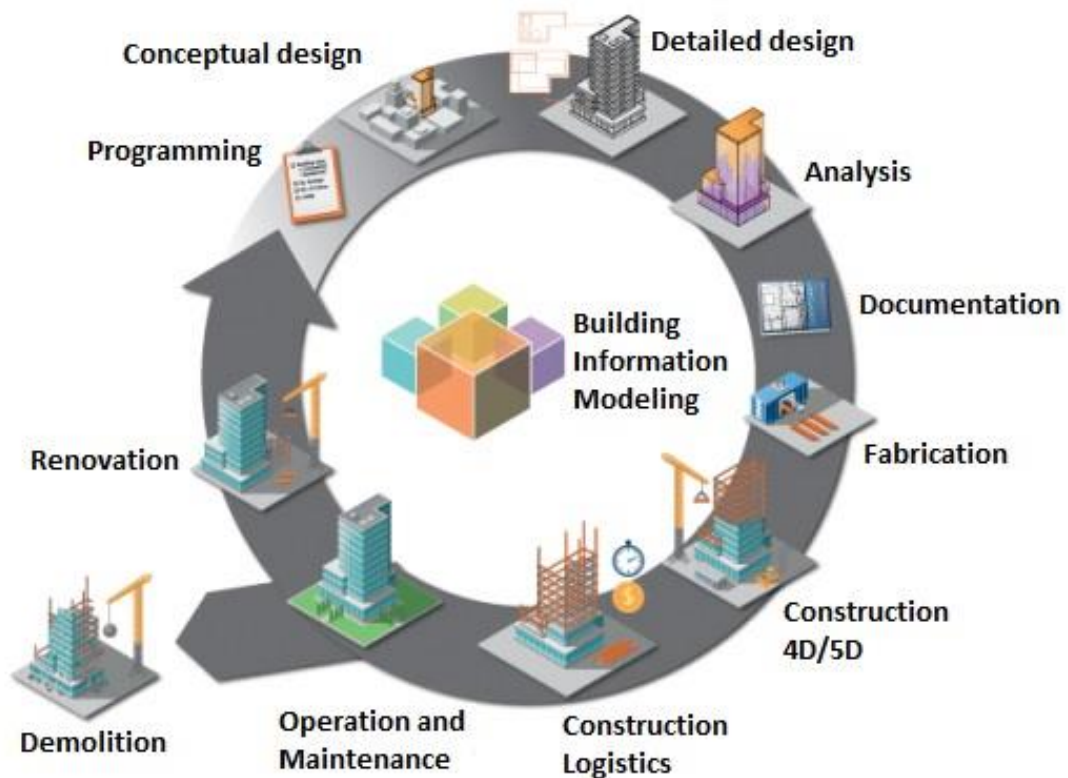 Conceptual design
Detailed design
Programming
Analysis
Documentation
Building
Information
Modeling
Renovation
Fabrication
Construction
4D/5D
Demolition
Operation and
Maintenance
Construction
Logistics